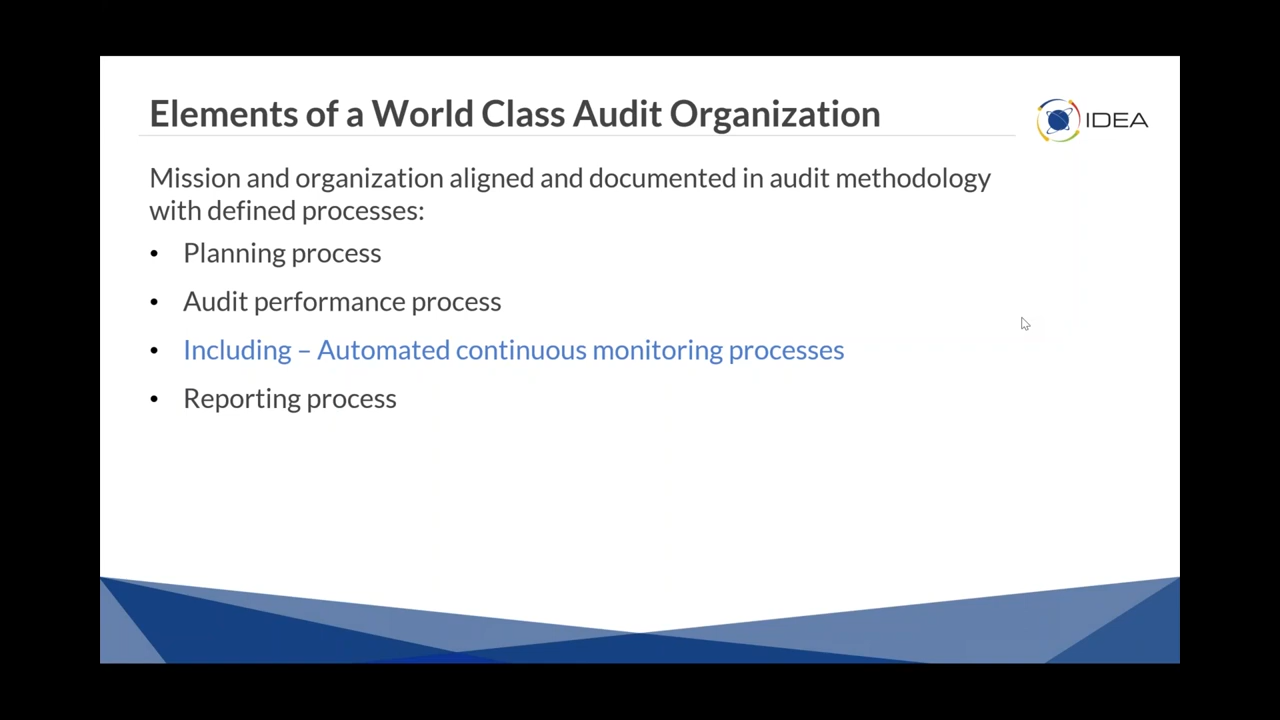 Elements of a World Class Audit Organization
IDEA
Mission and organization aligned and documented in audit methodology
with defined processes:
• Planning process
• Audit performance process
• Including – Automated continuous monitoring processes
• Reporting process